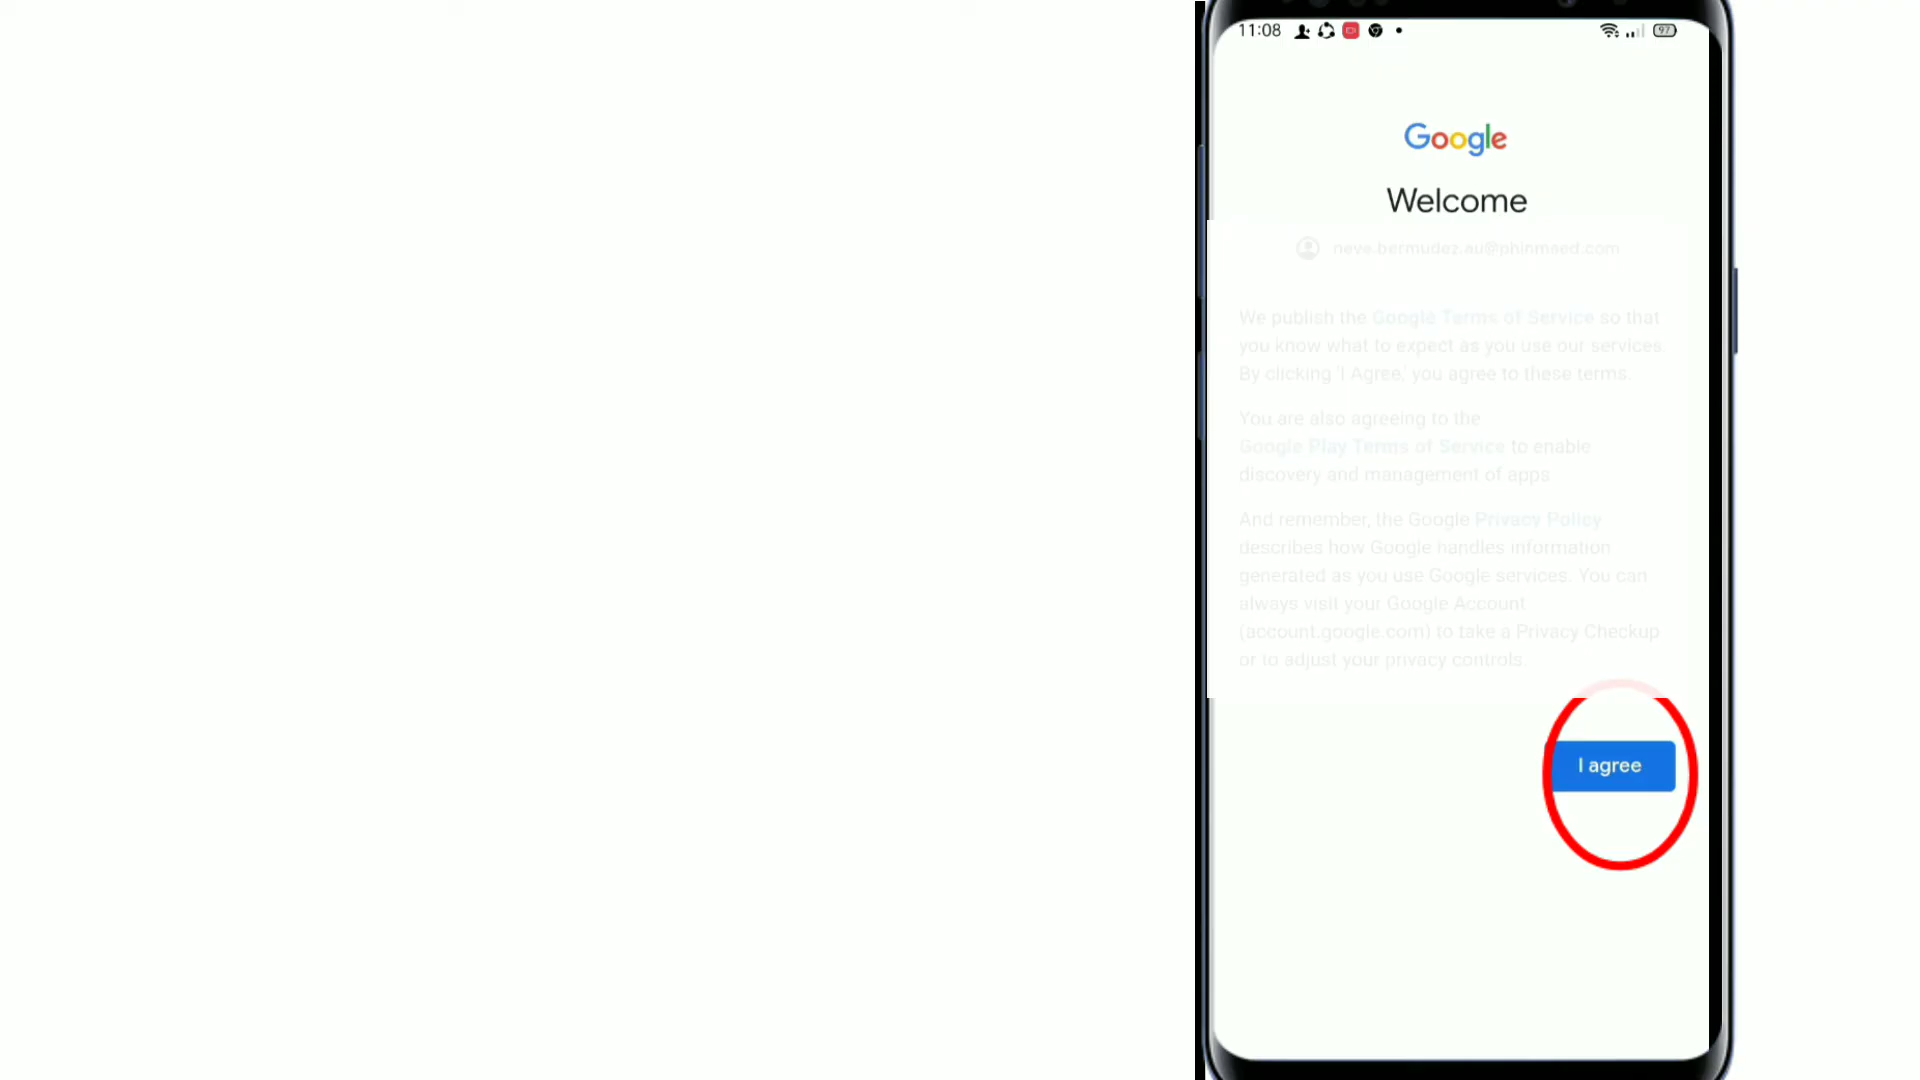 11:08
97
Google
Welcome
neve.bermudez.au@phinmaed.com
We publish the Google Terms of Service so that
you know what to expect as you use our services.
By clicking 'I Agree,' you agree to these terms.
You are also agreeing to the
Google Play Terms of Service to enable
discovery and management of apps
And remember, the Google Privacy Policy
describes how Google handles information
generated as you use Google services. You can
always visit your Google Account
(account.google.com) to take a Privacy Checkup
or to adjust your privacy controls.
I agree